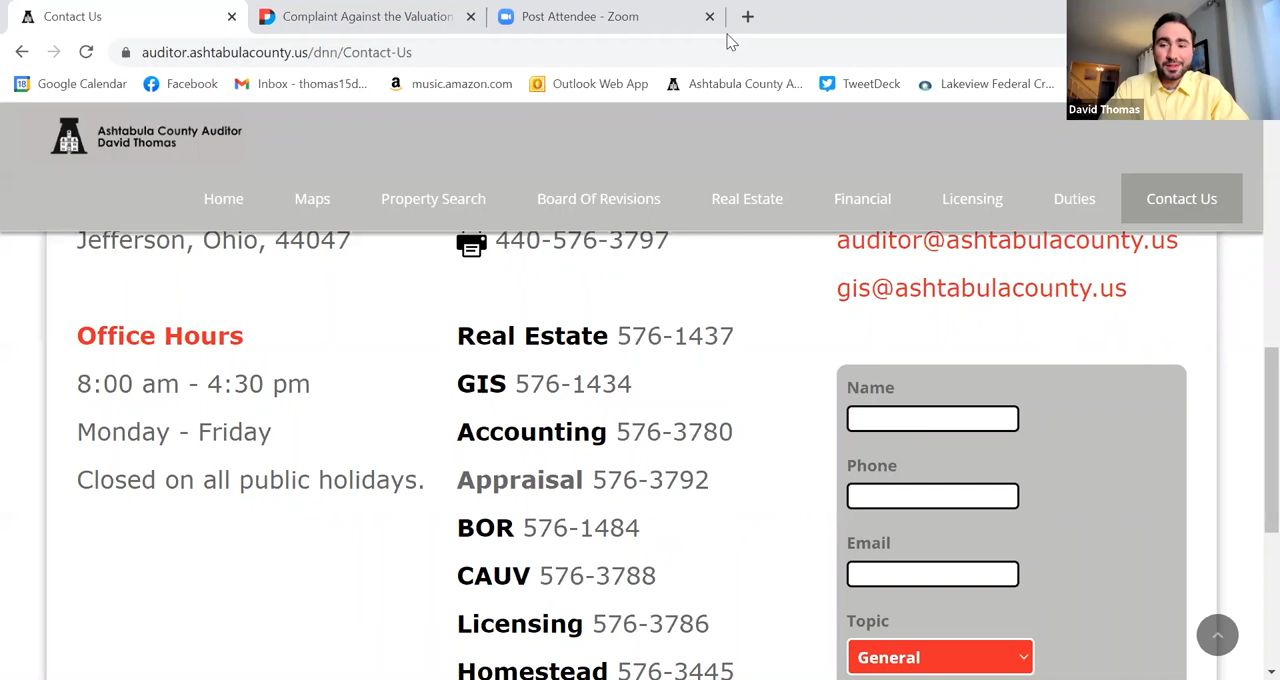 Contact Us
Complaint Against the Valuation
Post Attendee - Zoom
auditor.ashtabulacounty.us/dnn/Contact-Us
Google Calendar
Facebook
Inbox - thomas15d...
music.amazon.com
Outlook Web App
Ashtabula County A...
TweetDeck
Lakeview Federal Cr...
David Thomas
Ashtabula County Auditor
David Thomas
Home
Maps
Property Search
Board Of Revisions
Real Estate
Financial
Licensing
Duties
Contact Us
Jefferson, Ohio, 44047
440-576-3797
auditor@ashtabulacounty.us
gis@ashtabulacounty.us
Office Hours
8:00 am - 4:30 pm
Monday - Friday
Closed on all public holidays.
Real Estate 576-1437
GIS 576-1434
Accounting 576-3780
Appraisal 576-3792
BOR 576-1484
CAUV 576-3788
Licensing 576-3786
Homestead 576-3445
Name
Phone
Email
Topic
General